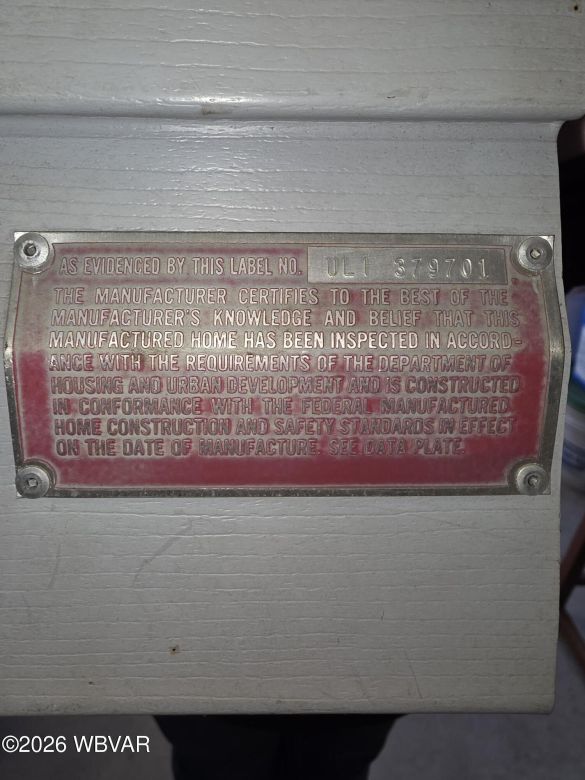 AS EVIDENCED BY THIS LABEL NO. UL1 379701
THE MANUFACTURER CERTIFIES TO THE BEST OF THE
MANUFACTURER'S KNOWLEDGE AND BELIEF THAT THIS
MANUFACTURED HOME HAS BEEN INSPECTED IN ACCORD-
ANCE WITH THE REQUIREMENTS OF THE DEPARTMENT OF
HOUSING AND URBAN DEVELOPMENT AND IS CONSTRUCTED
IN CONFORMANCE WITH THE FEDERAL MANUFACTURED
HOME CONSTRUCTION AND SAFETY STANDARDS IN EFFECT
ON THE DATE OF MANUFACTURE. SEE DATA PLATE.
©2026 WBVAR